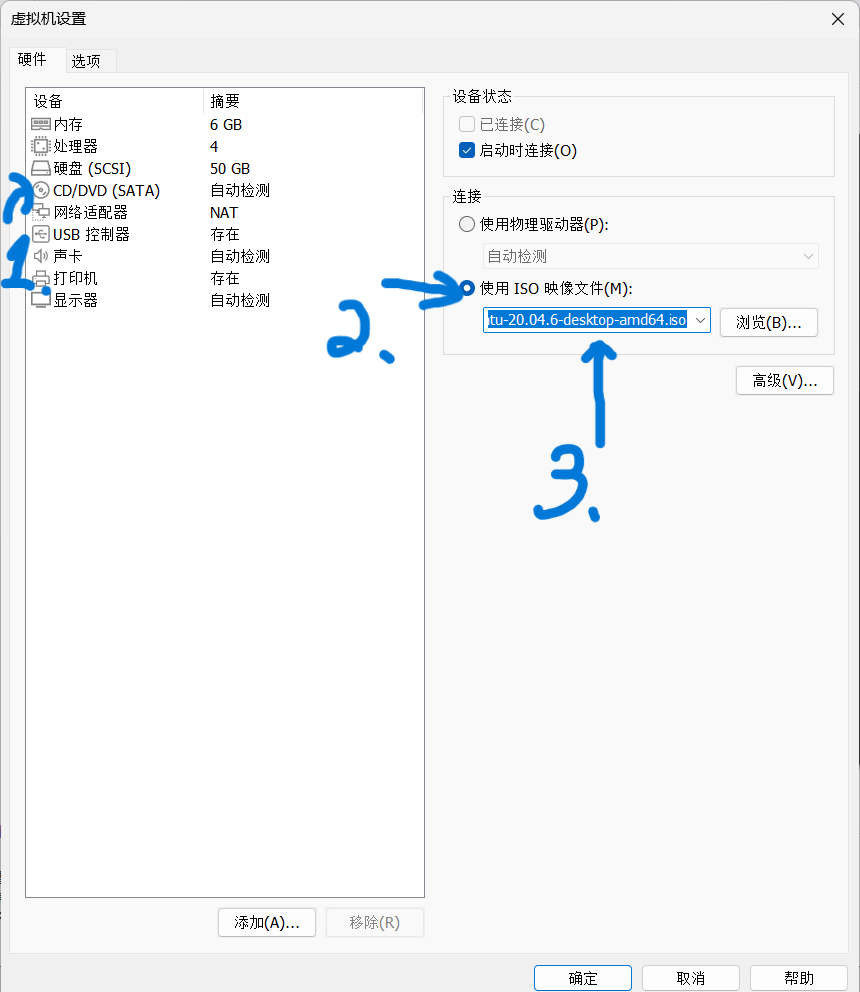 虚拟机设置
硬件 选项
设备 摘要
内存 6 GB
处理器 4
硬盘 (SCSI) 50 GB
CD/DVD (SATA) 自动检测
网络适配器 NAT
USB 控制器 存在
声卡 自动检测
打印机 存在
显示器 自动检测
1.
添加(A)... 移除(R)
设备状态
已连接(C)
启动时连接(O)
连接
使用物理驱动器(P):
自动检测
2.
使用 ISO 映像文件(M):
tu-20.04.6-desktop-amd64.iso 浏览(B)...
高级(V)...
3.
确定 取消 帮助